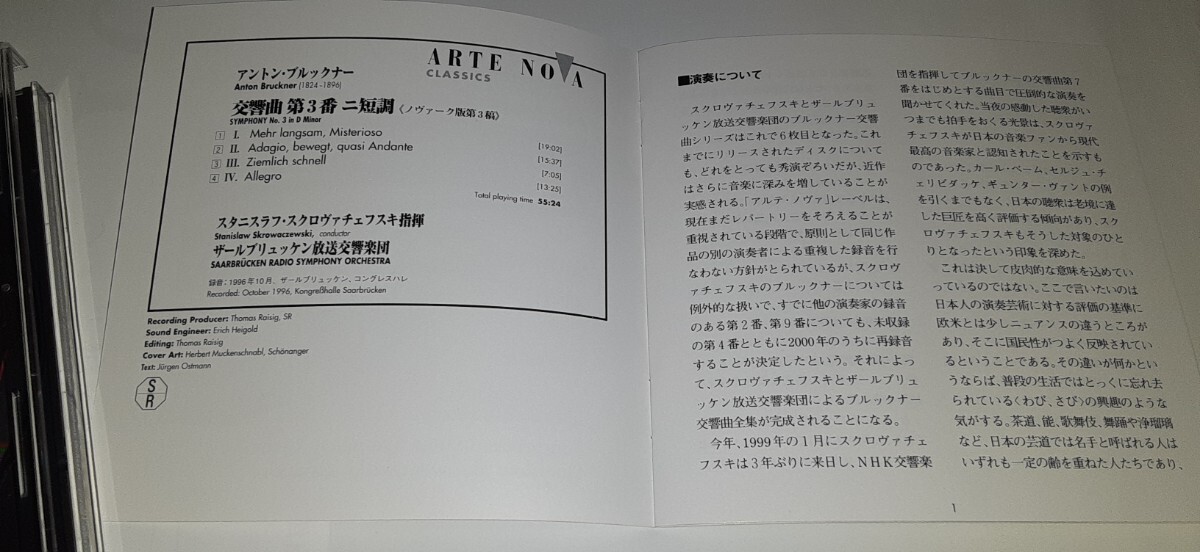 ARTE NOVA
CLASSICS
アントン・ブルックナー
Anton Bruckner (1824-1896)
交響曲 第3番 ニ短調〈ノヴァーク版第3稿〉
SYMPHONY No. 3 in D Minor
1 I. Mehr langsam, Misterioso [19:02]
2 II. Adagio, bewegt, quasi Andante [15:37]
3 III. Ziemlich schnell [7:05]
4 IV. Allegro [13:25]
Total playing time 55:24
スタニスラフ・スクロヴァチェフスキ指揮
Stanislaw Skrowaczewski, conductor
ザールブリュッケン放送交響楽団
SAARBRÜCKEN RADIO SYMPHONY ORCHESTRA
録音:1996年10月、ザールブリュッケン、コングレスハレ
Recorded: October 1996, Kongreßhalle Saarbrücken
Recording Producer: Thomas Raisig, SR
Sound Engineer: Erich Heigold
Editing: Thomas Raisig
Cover Art: Herbert Muckenschnabl, Schönanger
Text: Jürgen Ostmann
S
R
■演奏について
スクロヴァチェフスキとザールブリュ
ッケン放送交響楽団のブルックナー交響
曲シリーズはこれで6枚目となった。これ
までにリリースされたディスクについて
も、どれをとっても秀演ぞろいだが、近作
はさらに音楽に深みを増していることが
実感される。「アルテ・ノヴァ」レーベルは、
現在まだレパートリーをそろえることが
重視されている段階で、原則として同じ作
品の別の演奏者による重複した録音を行
なわない方針がとられているが、スクロヴ
ァチェフスキのブルックナーについては
例外的な扱いで、すでに他の演奏家の録音
のある第2番、第9番についても、未収録
の第4番とともに2000年のうちに再録音
することが決定したという。それによっ
て、スクロヴァチェフスキとザールブリュ
ッケン放送交響楽団によるブルックナー
交響曲全集が完成されることになる。
今年、1999年の1月にスクロヴァチェ
フスキは3年ぶりに来日し、NHK交響楽
団を指揮してブルックナーの交響曲第7
番をはじめとする曲目で圧倒的な演奏を
聞かせてくれた。当夜の感動した聴衆がい
つまでも拍手をおくる光景は、スクロヴァ
チェフスキが日本の音楽ファンから現代
最高の音楽家と認知されたことを示すも
のであった。カール・ベーム、セルジュ・チ
ェリビダッケ、ギュンター・ヴァントの例
を引くまでもなく、日本の聴衆は老境に達
した巨匠を高く評価する傾向があり、スク
ロヴァチェフスキもそうした対象のひと
りとなったという印象を深めた。
これは決して皮肉的な意味を込めてい
っているのではない。ここで言いたいのは
日本人の演奏芸術に対する評価の基準に
欧米とは少しニュアンスの違うところが
あり、そこに国民性がつよく反映されてい
るということである。その違いが何かとい
うならば、普段の生活ではとっくに忘れ去
られている〈わび、さび〉の興趣のような
気がする。茶道、能、歌舞伎、舞踊や浄瑠璃
など、日本の芸道では名手と呼ばれる人は
いずれも一定の齢を重ねた人たちであり、
1